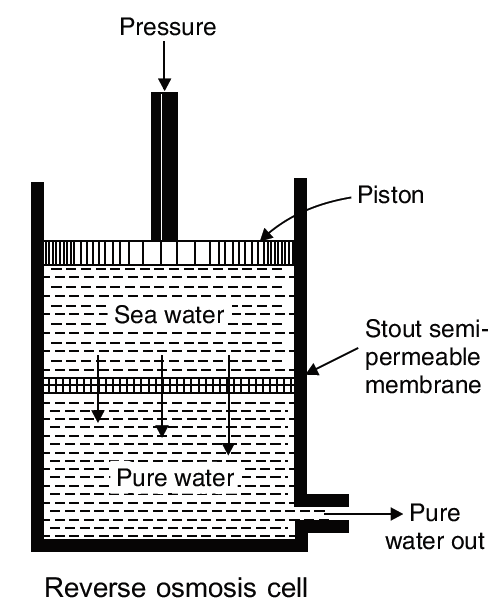 Pressure
Piston
Sea water
Stout semi-
permeable
membrane
Pure water
Pure
water out
Reverse osmosis cell